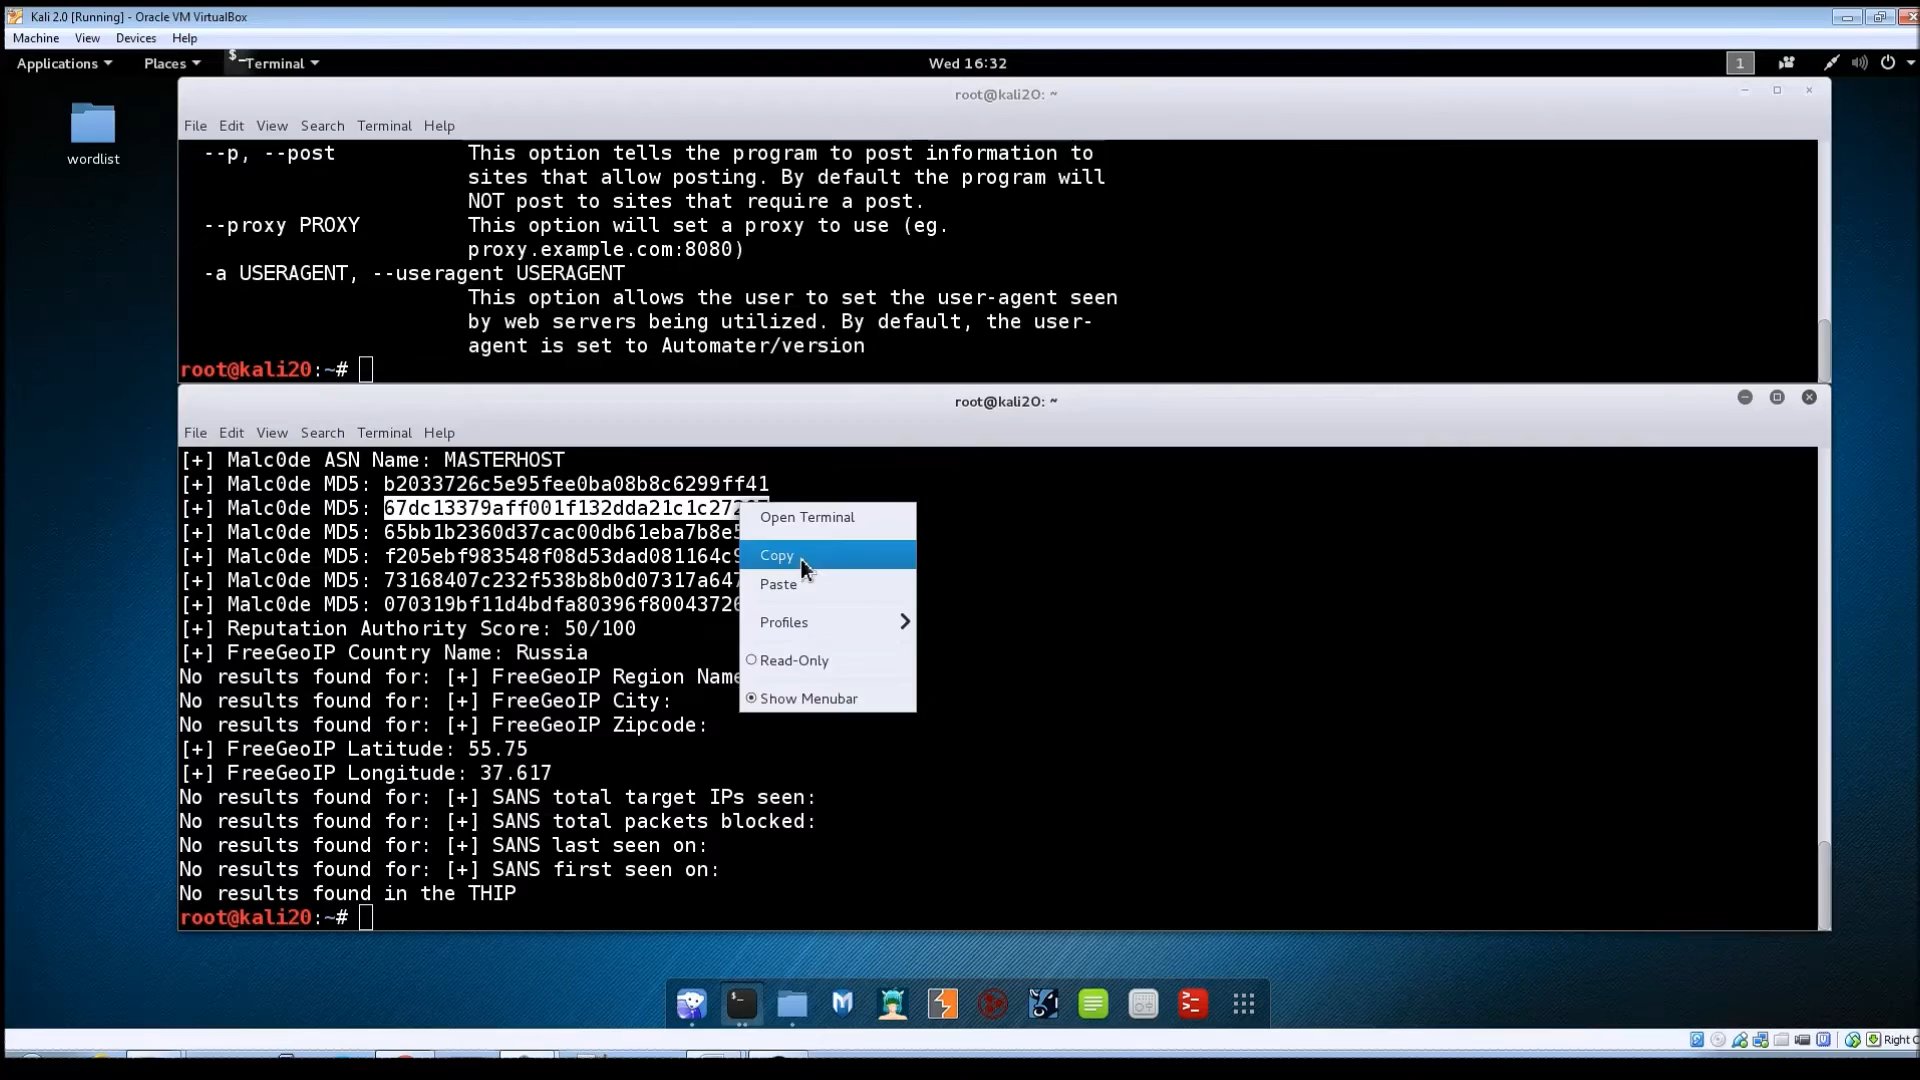 Kali 2.0 [Running] - Oracle VM VirtualBox
Machine View Devices Help
Applications Places Terminal Wed 16:32 1
wordlist
root@kali20: ~
File Edit View Search Terminal Help
--p, --post This option tells the program to post information to
sites that allow posting. By default the program will
NOT post to sites that require a post.
--proxy PROXY This option will set a proxy to use (eg.
proxy.example.com:8080)
-a USERAGENT, --useragent USERAGENT
This option allows the user to set the user-agent seen
by web servers being utilized. By default, the user-
agent is set to Automater/version
root@kali20:~#
root@kali20: ~
File Edit View Search Terminal Help
[+] Malc0de ASN Name: MASTERHOST
[+] Malc0de MD5: b2033726c5e95fee0ba08b8c6299ff41
[+] Malc0de MD5: 67dc13379aff001f132dda21c1c272
[+] Malc0de MD5: 65bb1b2360d37cac00db61eba7b8e5
[+] Malc0de MD5: f205ebf983548f08d53dad081164c9
[+] Malc0de MD5: 73168407c232f538b8b0d07317a647
[+] Malc0de MD5: 070319bf11d4bdfa80396f80043726
[+] Reputation Authority Score: 50/100
[+] FreeGeoIP Country Name: Russia
No results found for: [+] FreeGeoIP Region Name
No results found for: [+] FreeGeoIP City:
No results found for: [+] FreeGeoIP Zipcode:
[+] FreeGeoIP Latitude: 55.75
[+] FreeGeoIP Longitude: 37.617
No results found for: [+] SANS total target IPs seen:
No results found for: [+] SANS total packets blocked:
No results found for: [+] SANS last seen on:
No results found for: [+] SANS first seen on:
No results found in the THIP
root@kali20:~#
Open Terminal
Copy
Paste
Profiles
Read-Only
Show Menubar
Right C